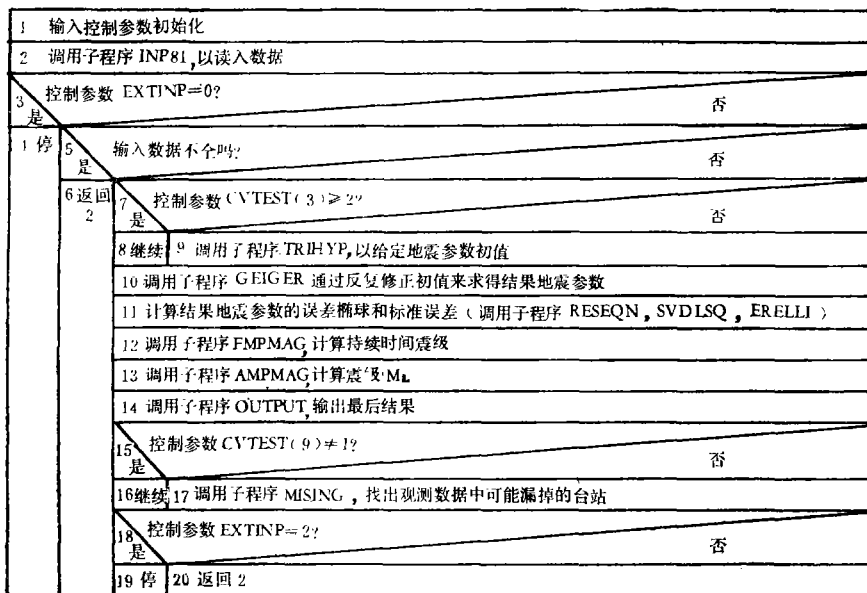 1 输入控制参数初始化
2 调用子程序 INP81,以读入数据
3 控制参数 EXTINP=0?
是 否
4 停 5 输入数据不全吗?
是 否
6 返回 2 7 控制参数 CVTEST(3)≥2?
是 否
8 继续 9 调用子程序 TRIHYP,以给定地震参数初值
10 调用子程序 GEIGER 通过反复修正初值来求得结果地震参数
11 计算结果地震参数的误差椭球和标准误差(调用子程序 RESEQN, SVDLSQ, ERELLI)
12 调用子程序 FMPMAG,计算持续时间震级
13 调用子程序 AMPMAG,计算震级ML
14 调用子程序 OUTPUT,输出最后结果
15 控制参数 CVTEST(9)≠1?
是 否
16 继续 17 调用子程序 MISING,找出观测数据中可能漏掉的台站
18 控制参数 EXTINP=2?
是 否
19 停 20 返回 2